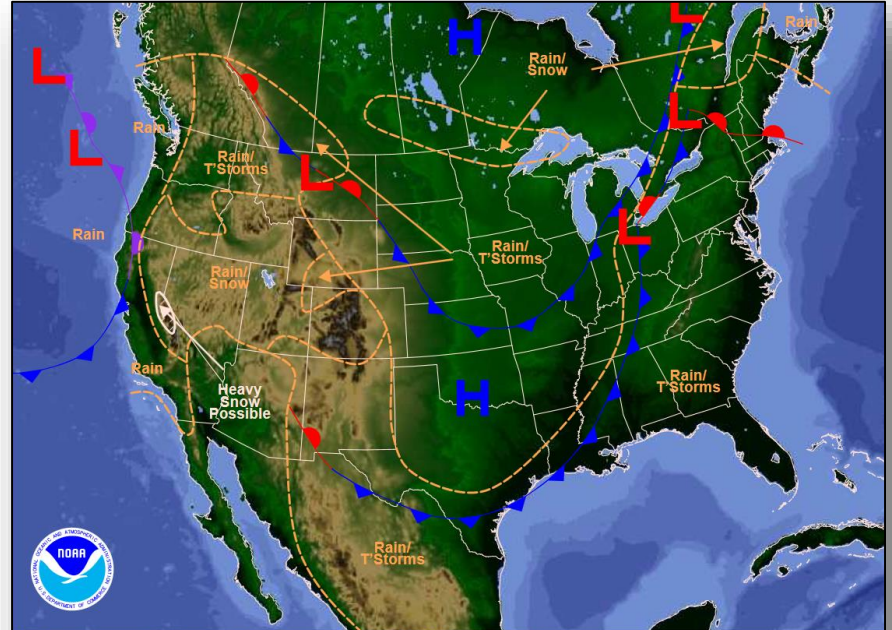 L
H
L
Rain
Rain/
Snow
L
L
Rain
Rain/
T'Storms
L
Rain
L
Rain/
T'Storms
Rain/
Snow
Rain
Heavy
Snow
Possible
H
Rain/
T'Storms
Rain/
T'Storms
NATIONAL OCEANIC AND ATMOSPHERIC ADMINISTRATION
NOAA
U.S. DEPARTMENT OF COMMERCE